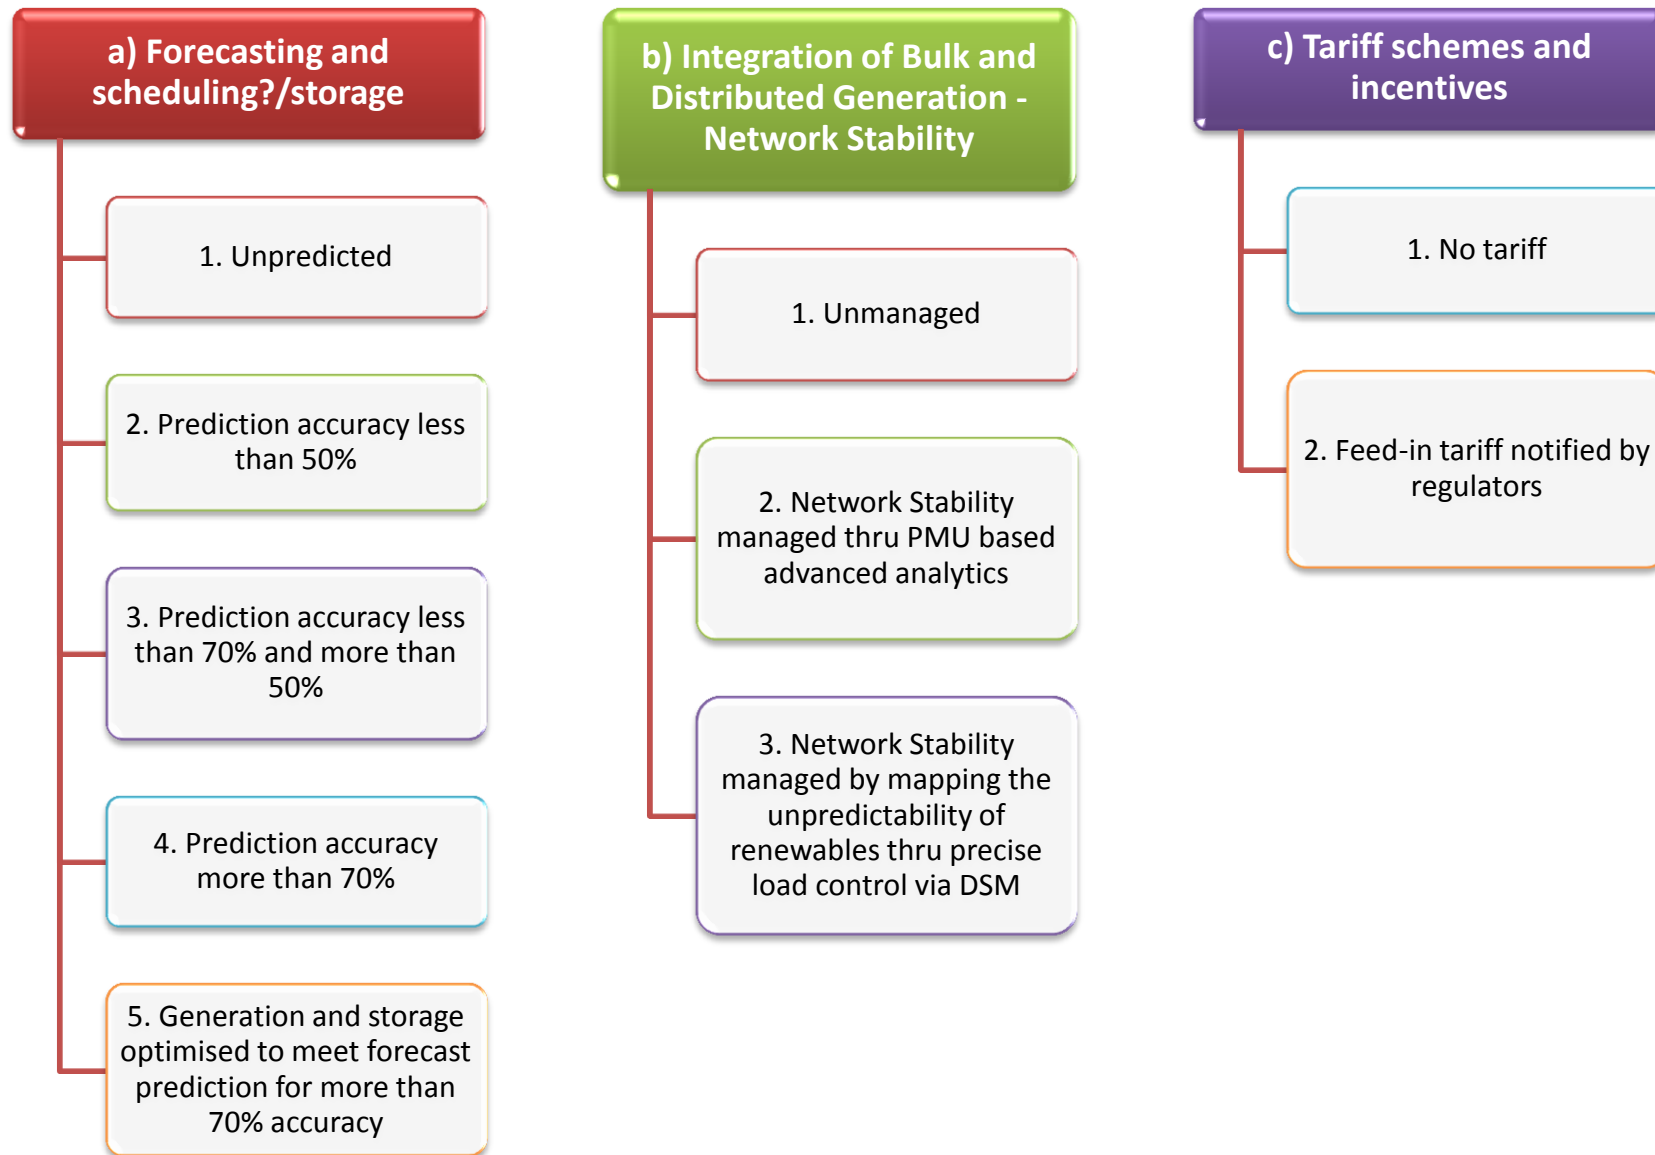 a) Forecasting and
scheduling?/storage
1. Unpredicted
2. Prediction accuracy less
than 50%
3. Prediction accuracy less
than 70% and more than
50%
4. Prediction accuracy
more than 70%
5. Generation and storage
optimised to meet forecast
prediction for more than
70% accuracy
b) Integration of Bulk and
Distributed Generation -
Network Stability
1. Unmanaged
2. Network Stability
managed thru PMU based
advanced analytics
3. Network Stability
managed by mapping the
unpredictability of
renewables thru precise
load control via DSM
c) Tariff schemes and
incentives
1. No tariff
2. Feed-in tariff notified by
regulators